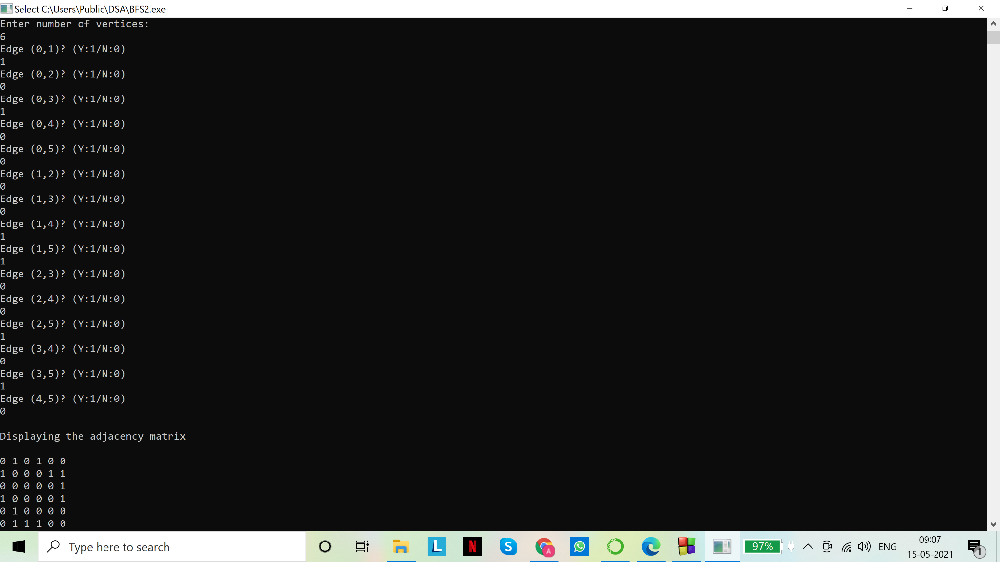 Select C:\Users\Public\DSA\BFS2.exe
Enter number of vertices:
6
Edge (0,1)? (Y:1/N:0)
1
Edge (0,2)? (Y:1/N:0)
0
Edge (0,3)? (Y:1/N:0)
1
Edge (0,4)? (Y:1/N:0)
0
Edge (0,5)? (Y:1/N:0)
0
Edge (1,2)? (Y:1/N:0)
0
Edge (1,3)? (Y:1/N:0)
0
Edge (1,4)? (Y:1/N:0)
1
Edge (1,5)? (Y:1/N:0)
1
Edge (2,3)? (Y:1/N:0)
0
Edge (2,4)? (Y:1/N:0)
0
Edge (2,5)? (Y:1/N:0)
1
Edge (3,4)? (Y:1/N:0)
0
Edge (3,5)? (Y:1/N:0)
1
Edge (4,5)? (Y:1/N:0)
0
Displaying the adjacency matrix
0 1 0 1 0 0
1 0 0 0 1 1
0 0 0 0 0 1
1 0 0 0 0 1
0 1 0 0 0 0
0 1 1 1 0 0
Type here to search
L
N
S
A
97%
ENG
09:07
15-05-2021
1